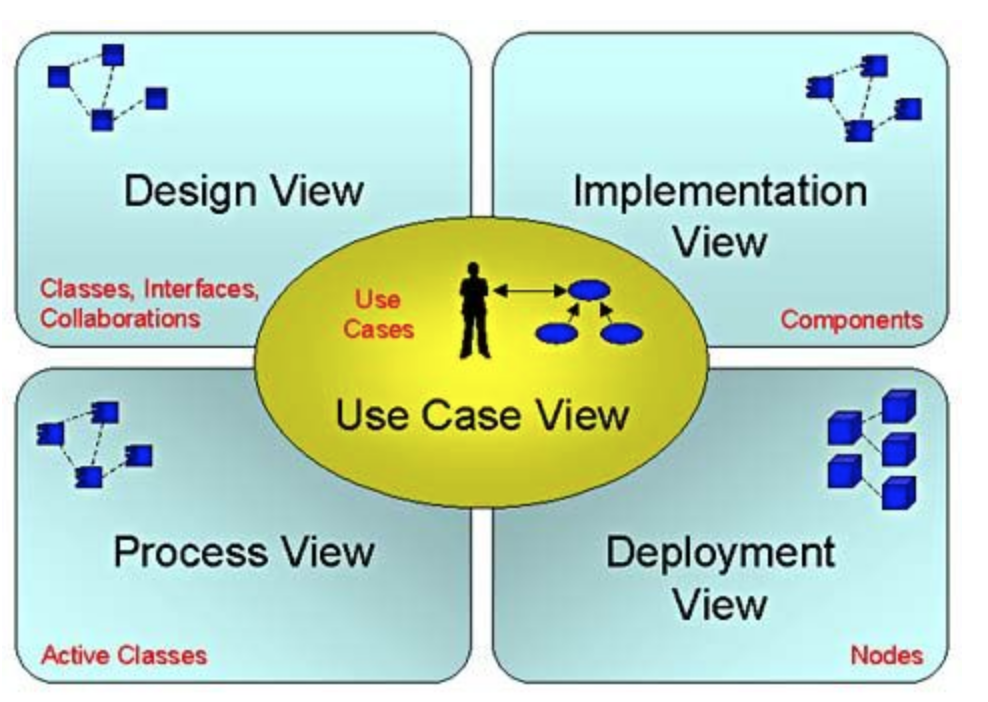 Design View
Classes, Interfaces,
Collaborations
Implementation
View
Components
Use
Cases
Use Case View
Process View
Active Classes
Deployment
View
Nodes